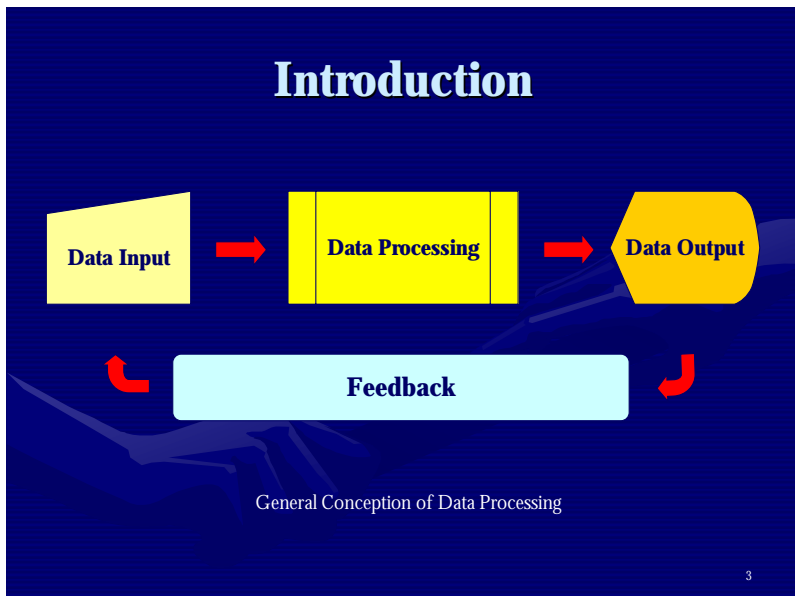 Introduction
Data Input
Data Processing
Data Output
Feedback
General Conception of Data Processing
3